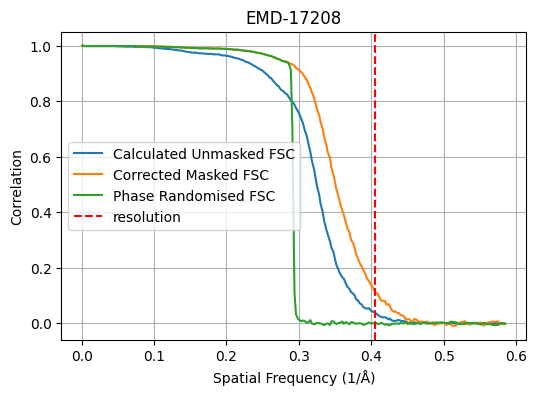 EMD-17208
1.0
0.8
0.6
0.4
0.2
0.0
Correlation
Calculated Unmasked FSC
Corrected Masked FSC
Phase Randomised FSC
resolution
0.0 0.1 0.2 0.3 0.4 0.5 0.6
Spatial Frequency (1/Å)